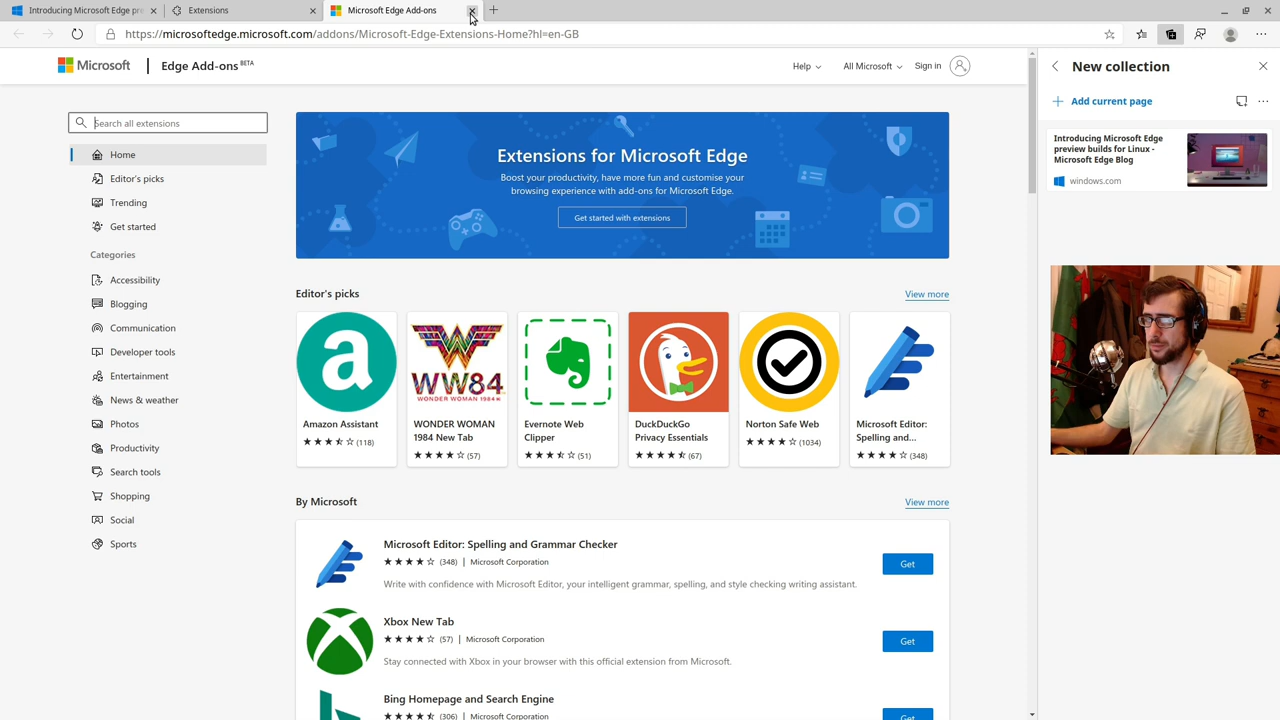 Introducing Microsoft Edge pre
Extensions
Microsoft Edge Add-ons
https://microsoftedge.microsoft.com/addons/Microsoft-Edge-Extensions-Home?hl=en-GB
Microsoft
Edge Add-ons BETA
Help
All Microsoft
Sign in
Search all extensions
Home
Editor's picks
Trending
Get started
Categories
Accessibility
Blogging
Communication
Developer tools
Entertainment
News & weather
Photos
Productivity
Search tools
Shopping
Social
Sports
Extensions for Microsoft Edge
Boost your productivity, have more fun and customise your
browsing experience with add-ons for Microsoft Edge.
Get started with extensions
Editor's picks
View more
a
Amazon Assistant
(118)
WW84
WONDER WOMAN 1984
WONDER WOMAN
1984 New Tab
(57)
Evernote Web
Clipper
(51)
DuckDuckGo
Privacy Essentials
(67)
Norton Safe Web
(1034)
Microsoft Editor:
Spelling and...
(348)
By Microsoft
View more
Microsoft Editor: Spelling and Grammar Checker
(348) | Microsoft Corporation
Write with confidence with Microsoft Editor, your intelligent grammar, spelling, and style checking writing assistant.
Get
Xbox New Tab
(57) | Microsoft Corporation
Stay connected with Xbox in your browser with this official extension from Microsoft.
Get
Bing Homepage and Search Engine
(306) | Microsoft Corporation
Get
New collection
Add current page
Introducing Microsoft Edge
preview builds for Linux -
Microsoft Edge Blog
windows.com